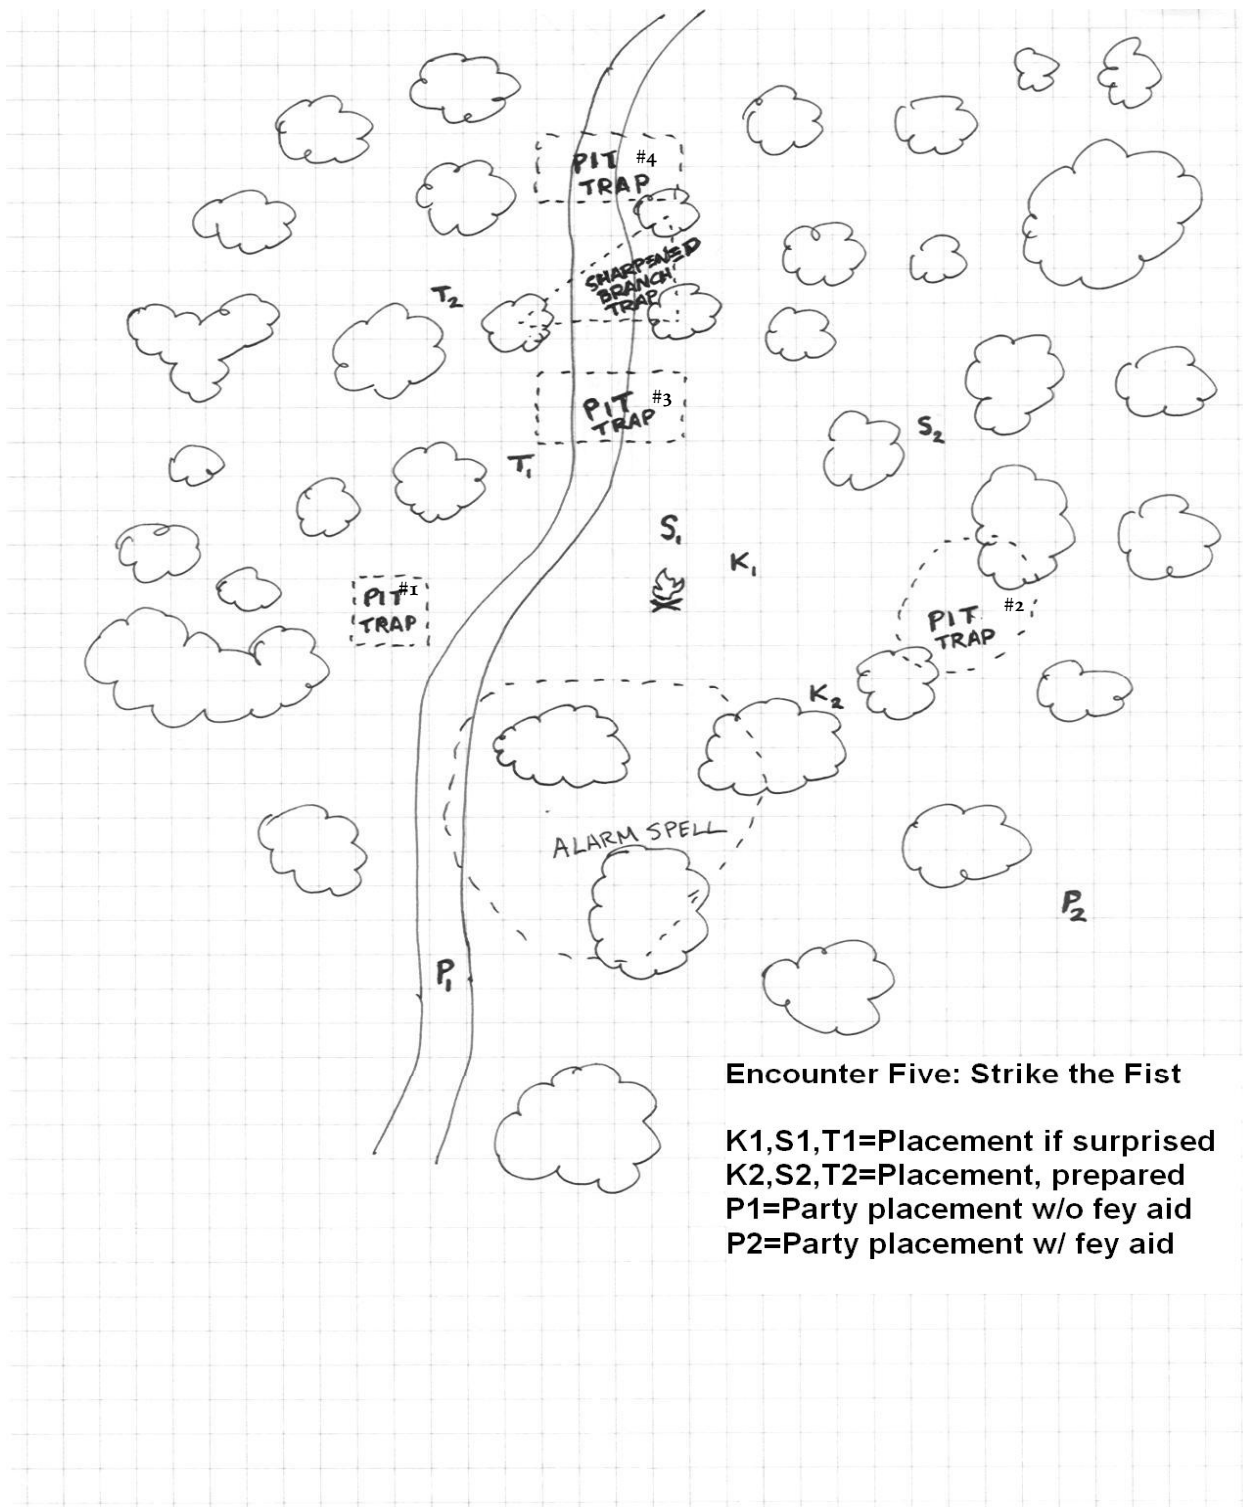 PIT #4
TRAP
SHARPENED
BRANCH
TRAP
T2
PIT #3
TRAP
S2
T1
S1
K1
PIT #1
TRAP
PIT #2
TRAP
K2
ALARM SPELL
P2
P1
Encounter Five: Strike the Fist
K1,S1,T1=Placement if surprised
K2,S2,T2=Placement, prepared
P1=Party placement w/o fey aid
P2=Party placement w/ fey aid